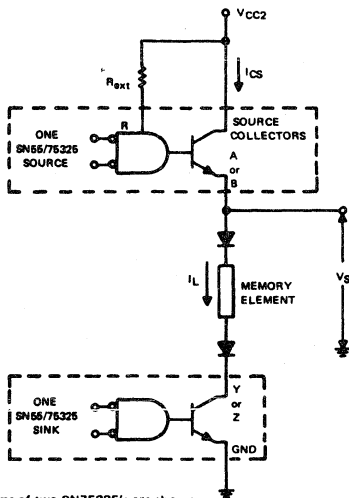 VCC2
Rext
ICS
R
ONE
SN55/75325
SOURCE
SOURCE
COLLECTORS
A
or
B
IL
MEMORY
ELEMENT
VS
ONE
SN55/75325
SINK
Y
or
Z
GND